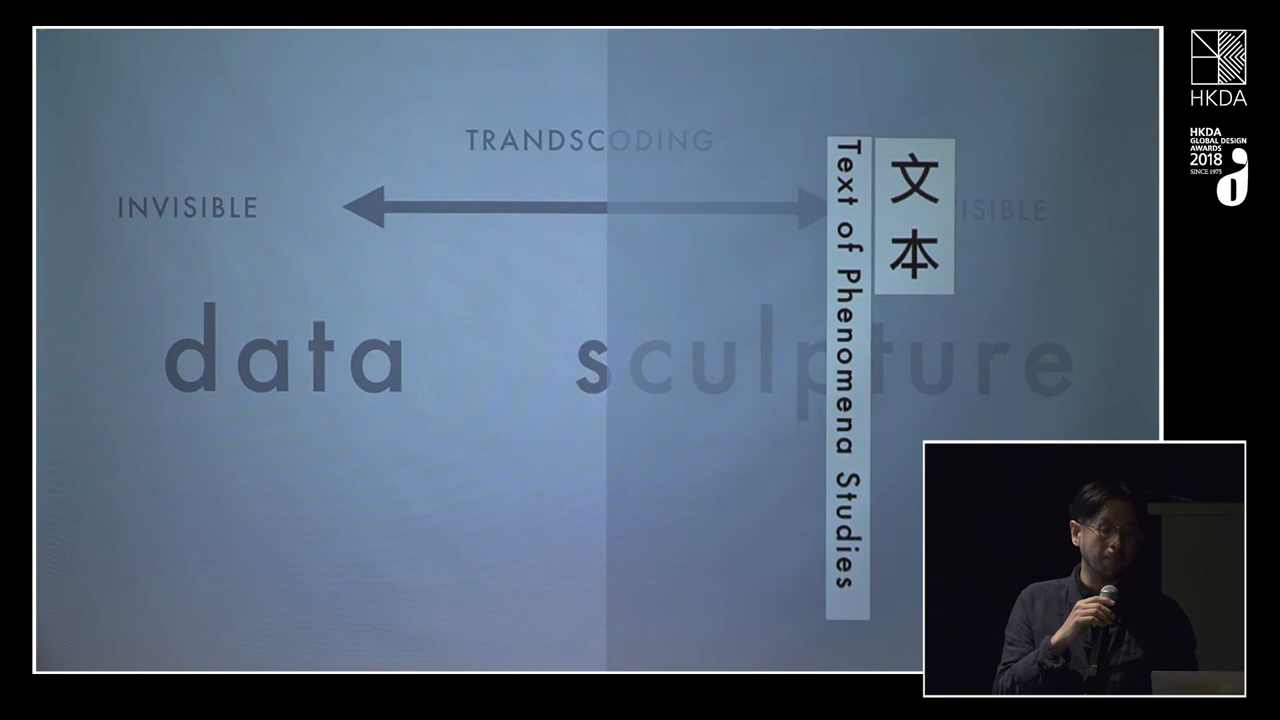 TRANDSCODING
INVISIBLE
VISIBLE
data
sculpture
文本
Text of Phenomena Studies
HKDA
HKDA
GLOBAL DESIGN
AWARDS
2018
SINCE 1975